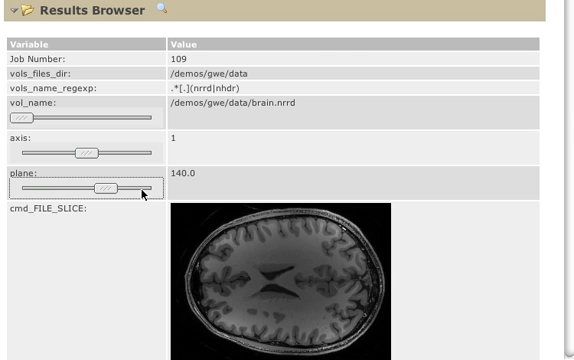 Results Browser
Variable Value
Job Number: 109
vols_files_dir: /demos/gwe/data
vols_name_regexp: .*[.](nrrd|nhdr)
vol_name: /demos/gwe/data/brain.nrrd
axis: 1
plane: 140.0
cmd_FILE_SLICE: